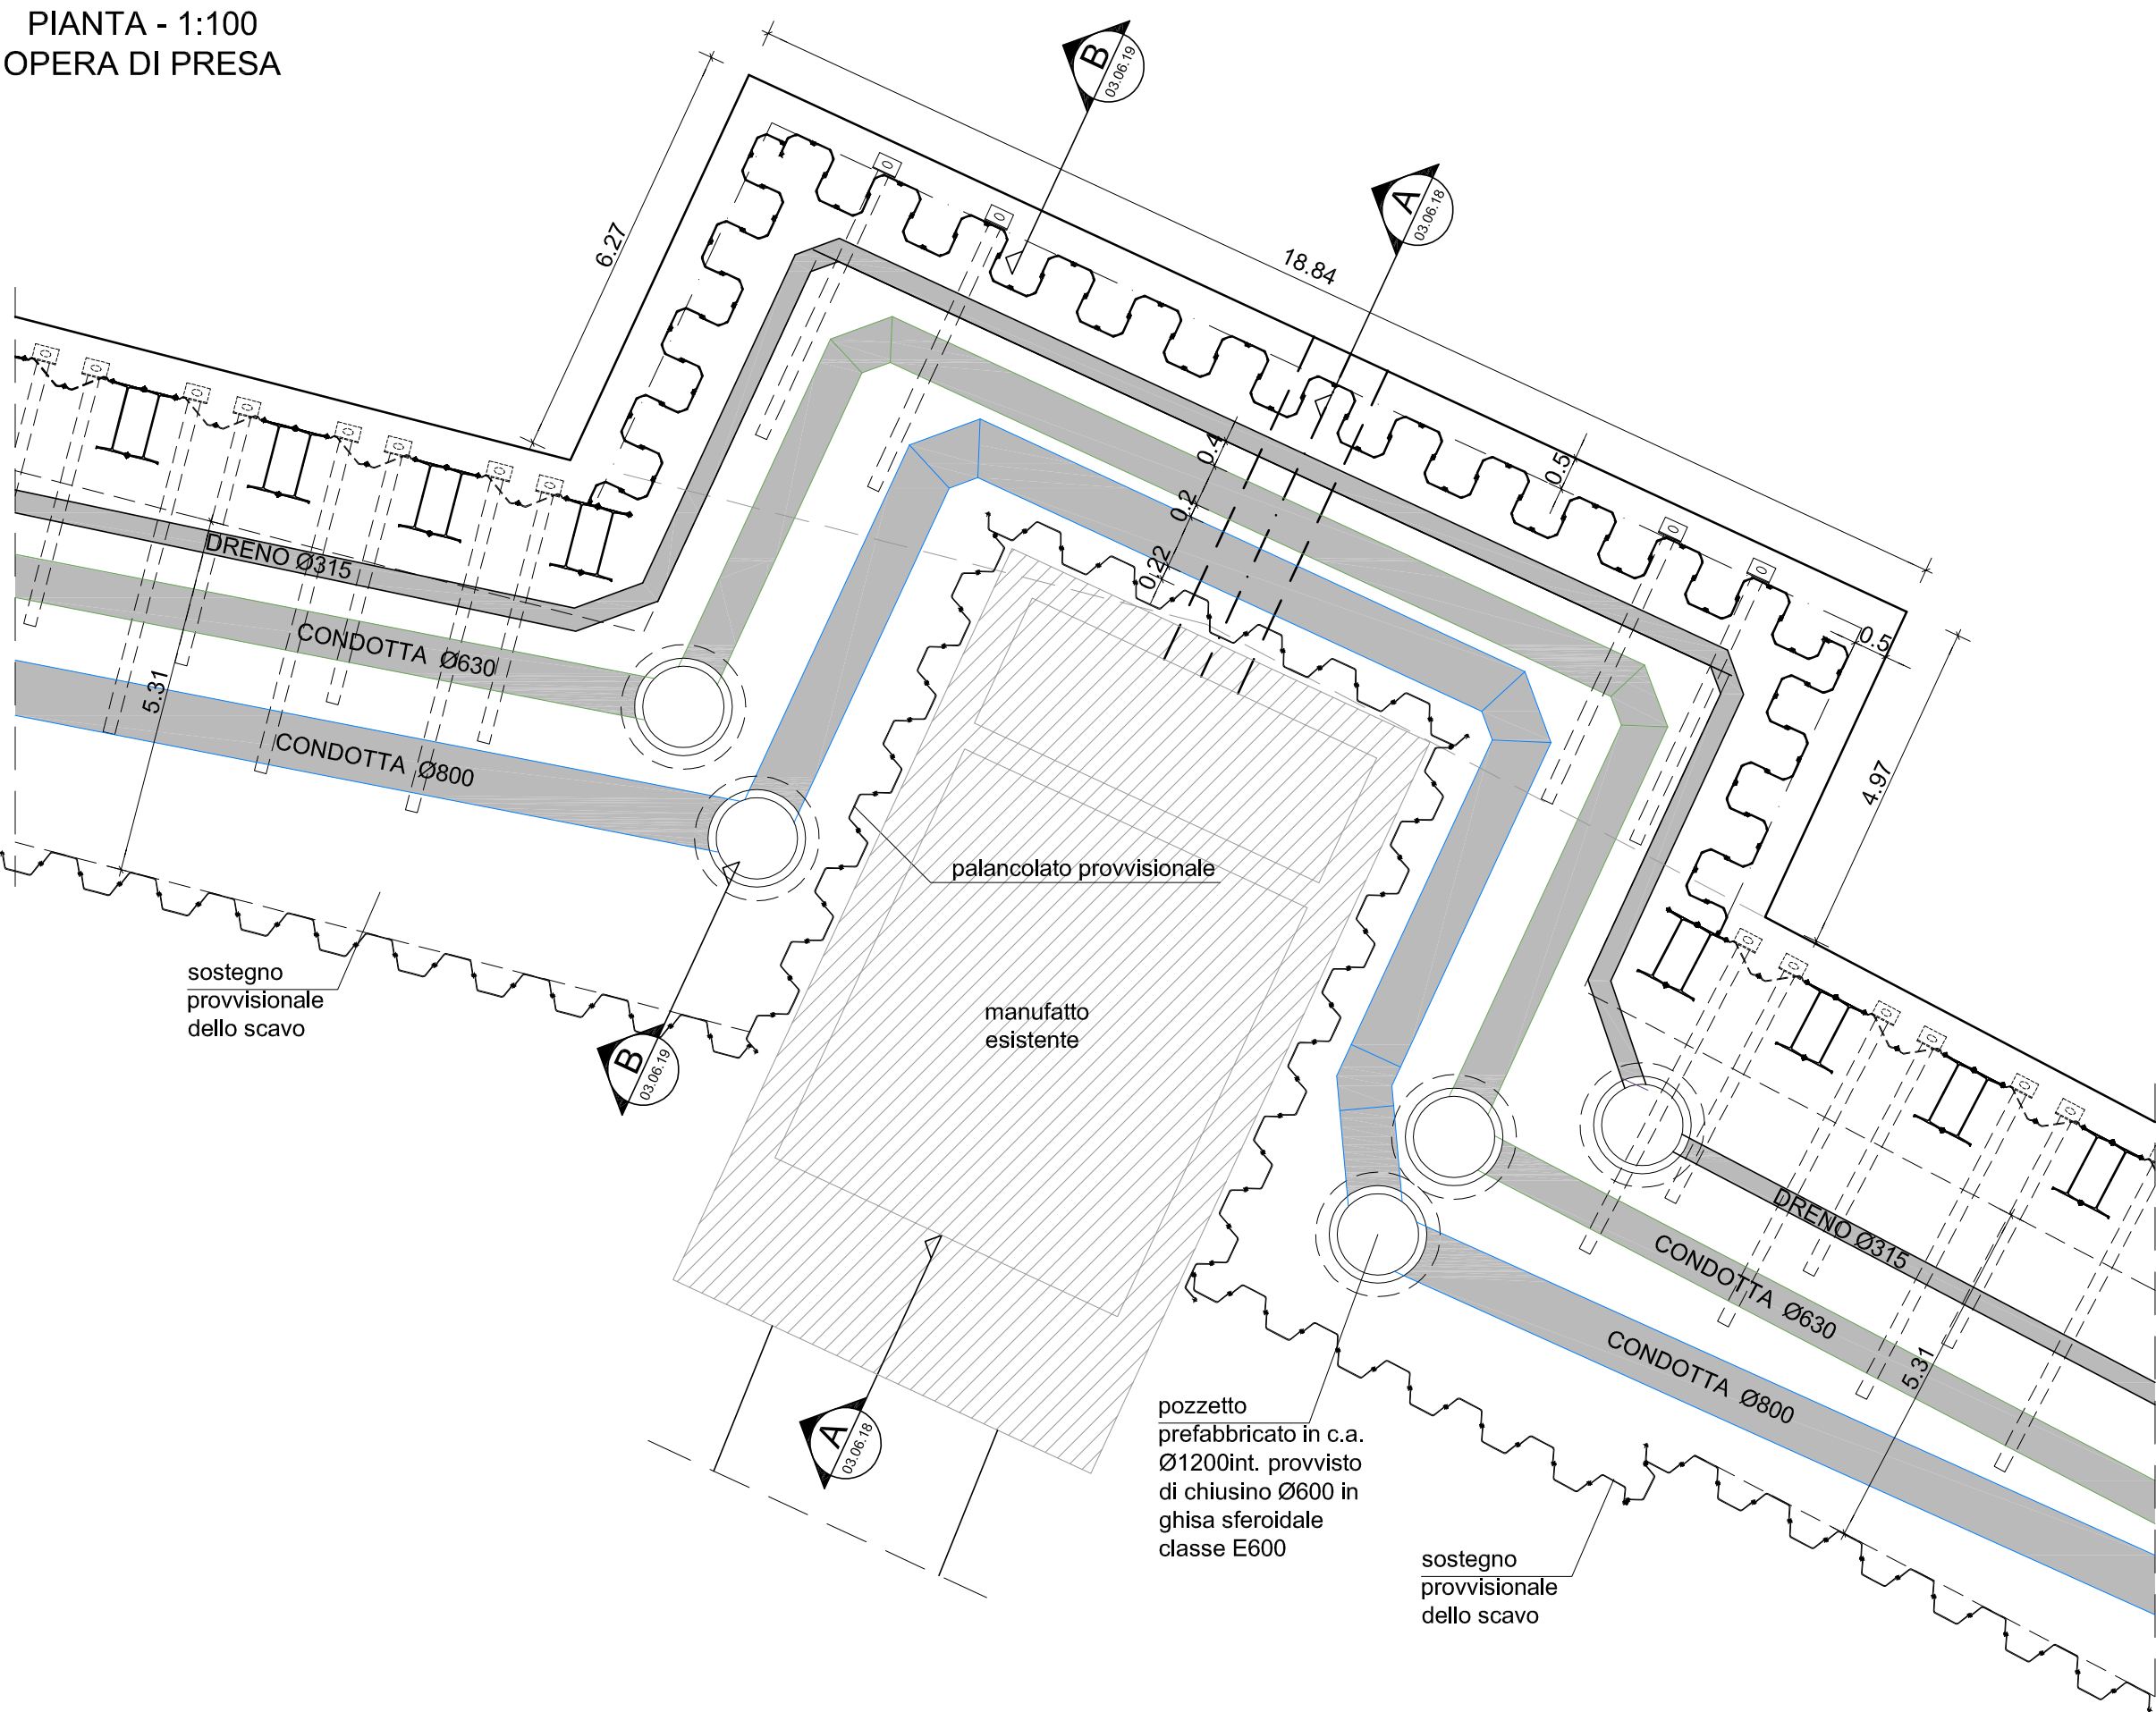 PIANTA - 1:100
OPERA DI PRESA
B
03.06.19
A
03.06.18
6.27
18.84
0.4
0.5
0.2
0.22
0.5
4.97
DRENO Ø315
CONDOTTA Ø630
5.31
CONDOTTA Ø800
palancolato provvisionale
sostegno
provvisionale
dello scavo
manufatto
esistente
B
03.06.19
A
03.06.18
DRENO Ø315
CONDOTTA Ø630
5.31
CONDOTTA Ø800
pozzetto
prefabbricato in c.a.
Ø1200int. provvisto
di chiusino Ø600 in
ghisa sferoidale
classe E600
sostegno
provvisionale
dello scavo